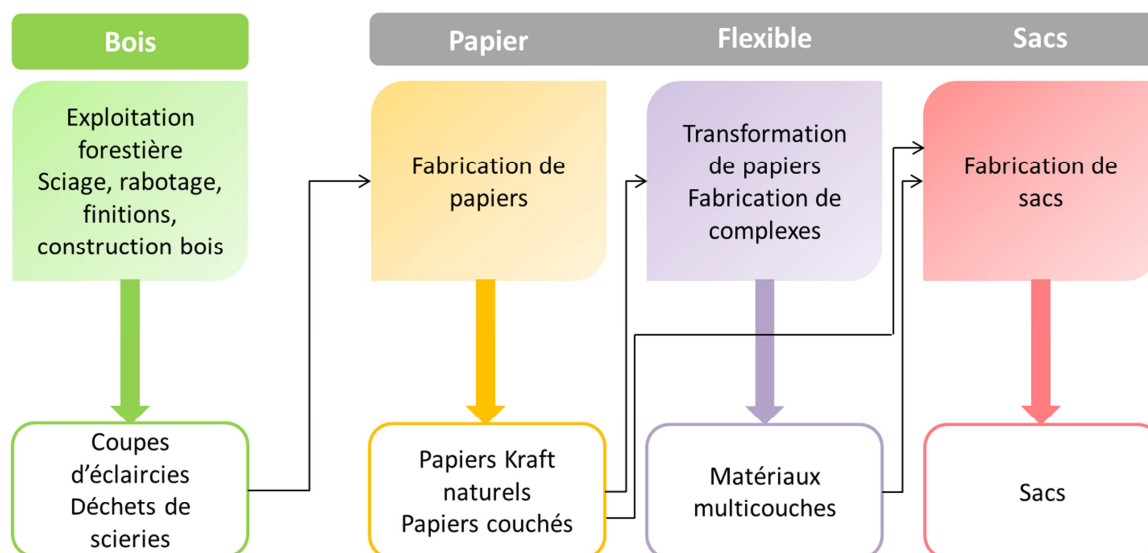 Bois
Papier
Flexible
Sacs
Exploitation
forestière
Sciage, rabotage,
finitions,
construction bois
Fabrication de
papiers
Transformation
de papiers
Fabrication de
complexes
Fabrication de
sacs
Coupes
d’éclaircies
Déchets de
scieries
Papiers Kraft
naturels
Papiers couchés
Matériaux
multicouches
Sacs